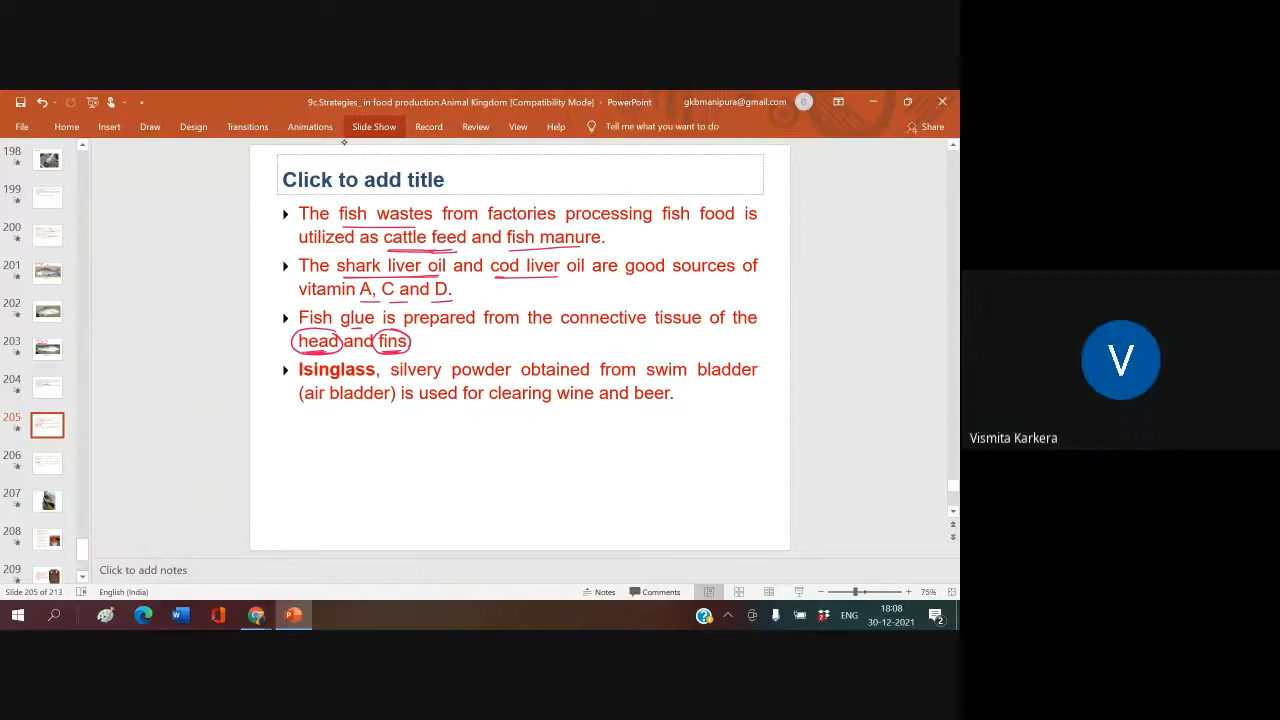 9c.Strategies_ in food production.Animal Kingdom [Compatibility Mode] - PowerPoint
gkbmanipura@gmail.com
G
File Home Insert Draw Design Transitions Animations Slide Show Record Review View Help Tell me what you want to do Share
198
199
200
201
202
203
204
205
206
207
208
209
Click to add title
The fish wastes from factories processing fish food is
utilized as cattle feed and fish manure.
The shark liver oil and cod liver oil are good sources of
vitamin A, C and D.
Fish glue is prepared from the connective tissue of the
head and fins
Isinglass, silvery powder obtained from swim bladder
(air bladder) is used for clearing wine and beer.
Click to add notes
Slide 205 of 213 English (India) Notes Comments 75%
ENG
18:08
30-12-2021
2
V
Vismita Karkera